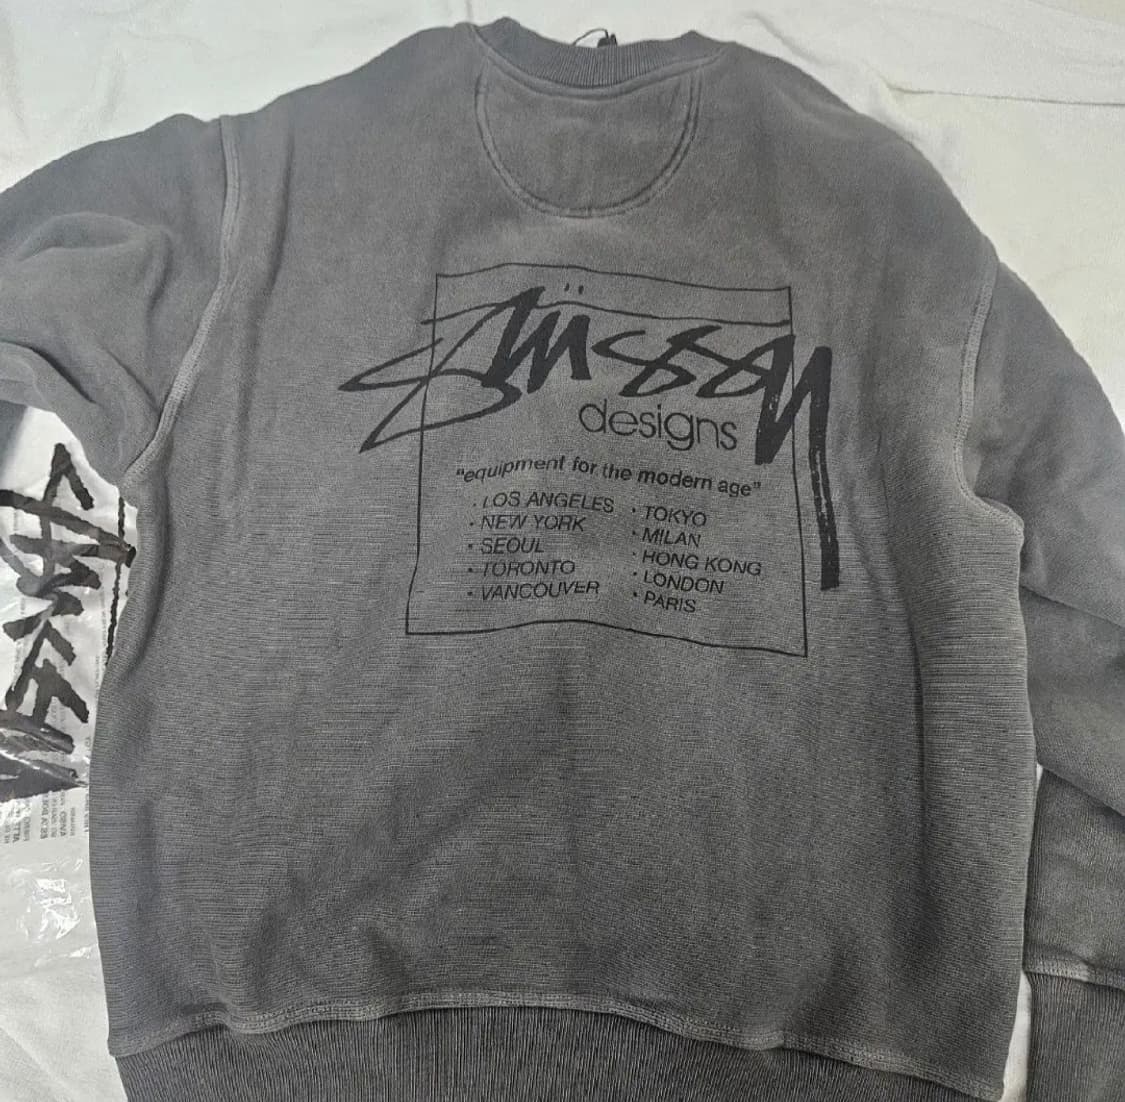 Stüssy
designs
"equipment for the modern age"
· LOS ANGELES
· NEW YORK
· SEOUL
· TORONTO
· VANCOUVER
· TOKYO
· MILAN
· HONG KONG
· LONDON
· PARIS